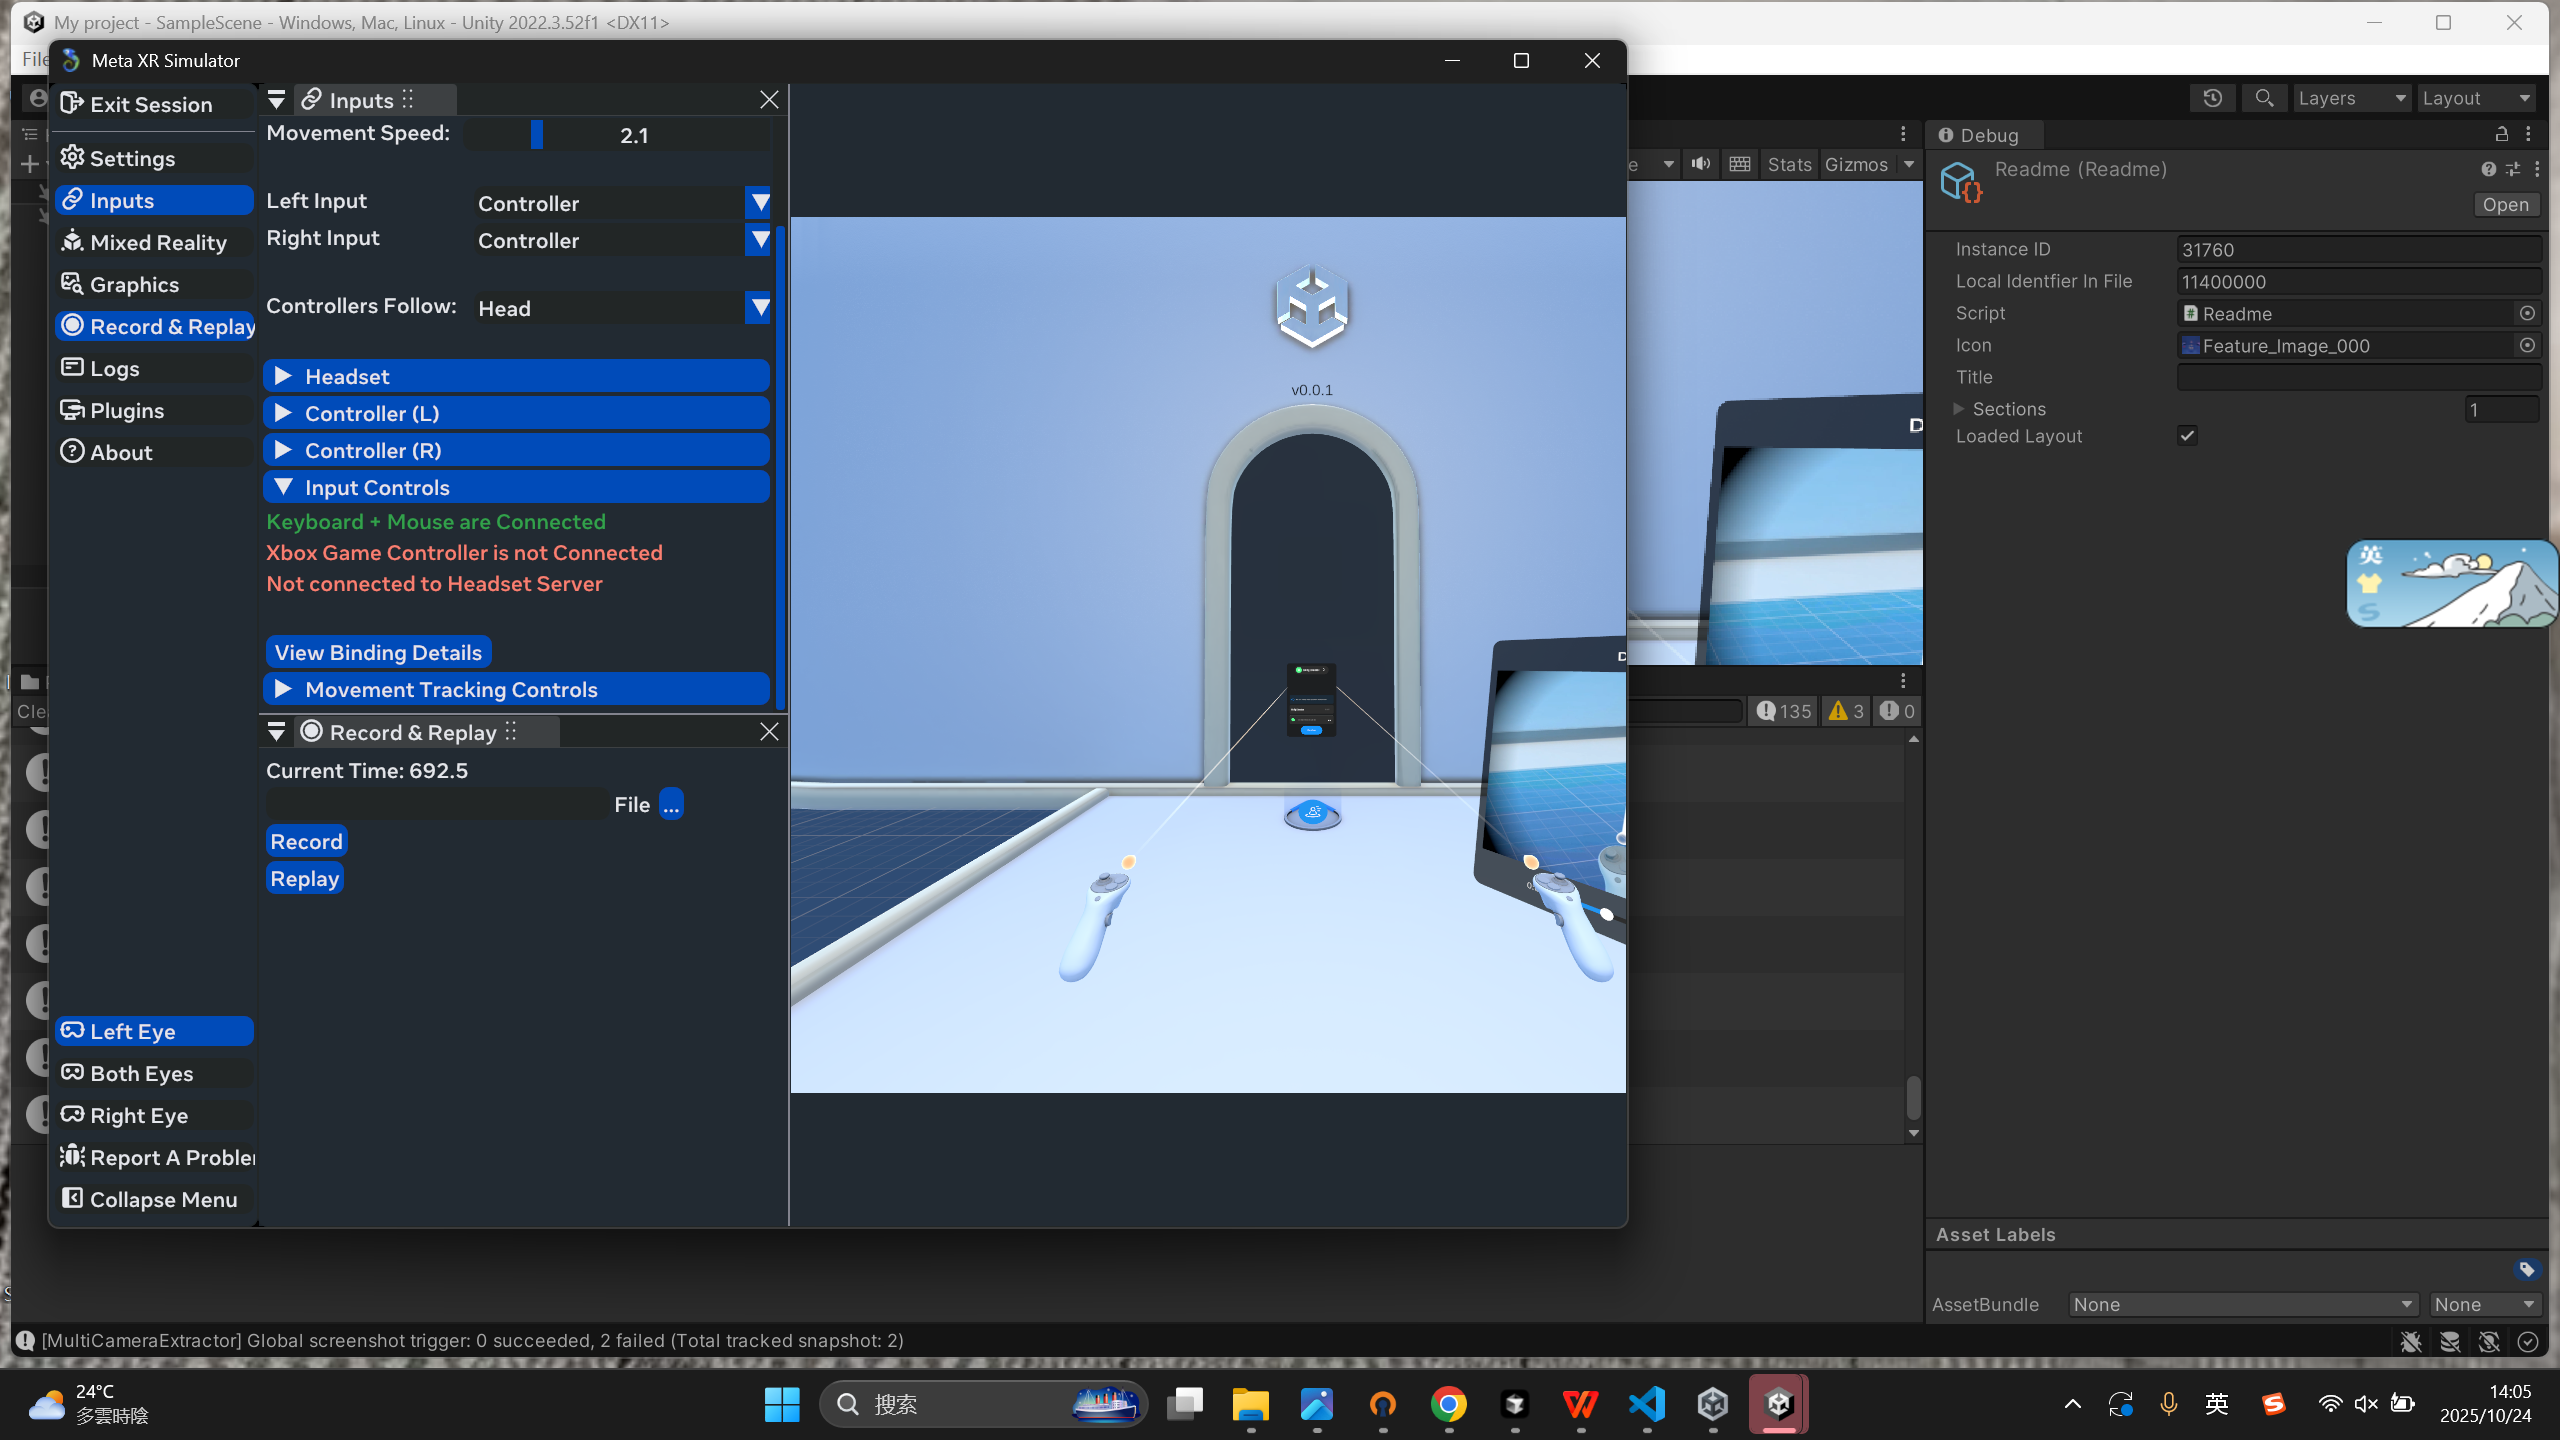 My project - SampleScene - Windows, Mac, Linux - Unity 2022.3.52f1 <DX11>
File
Meta XR Simulator
Exit Session
Settings
Inputs
Mixed Reality
Graphics
Record & Replay
Logs
Plugins
About
Left Eye
Both Eyes
Right Eye
Report A Proble
Collapse Menu
Inputs
Movement Speed: 2.1
Left Input Controller
Right Input Controller
Controllers Follow: Head
Headset
Controller (L)
Controller (R)
Input Controls
Keyboard + Mouse are Connected
Xbox Game Controller is not Connected
Not connected to Headset Server
View Binding Details
Movement Tracking Controls
Record & Replay
Current Time: 692.5
File ...
Record
Replay
v0.0.1
D
Layers Layout
e Stats Gizmos
D
Cle
135 3 0
Debug
Readme (Readme)
Open
Instance ID 31760
Local Identfier In File 11400000
Script Readme
Icon Feature_Image_000
Title
Sections 1
Loaded Layout
英
S
Asset Labels
AssetBundle None None
[MultiCameraExtractor] Global screenshot trigger: 0 succeeded, 2 failed (Total tracked snapshot: 2)
24°C
多雲時陰
搜索
英
14:05
2025/10/24